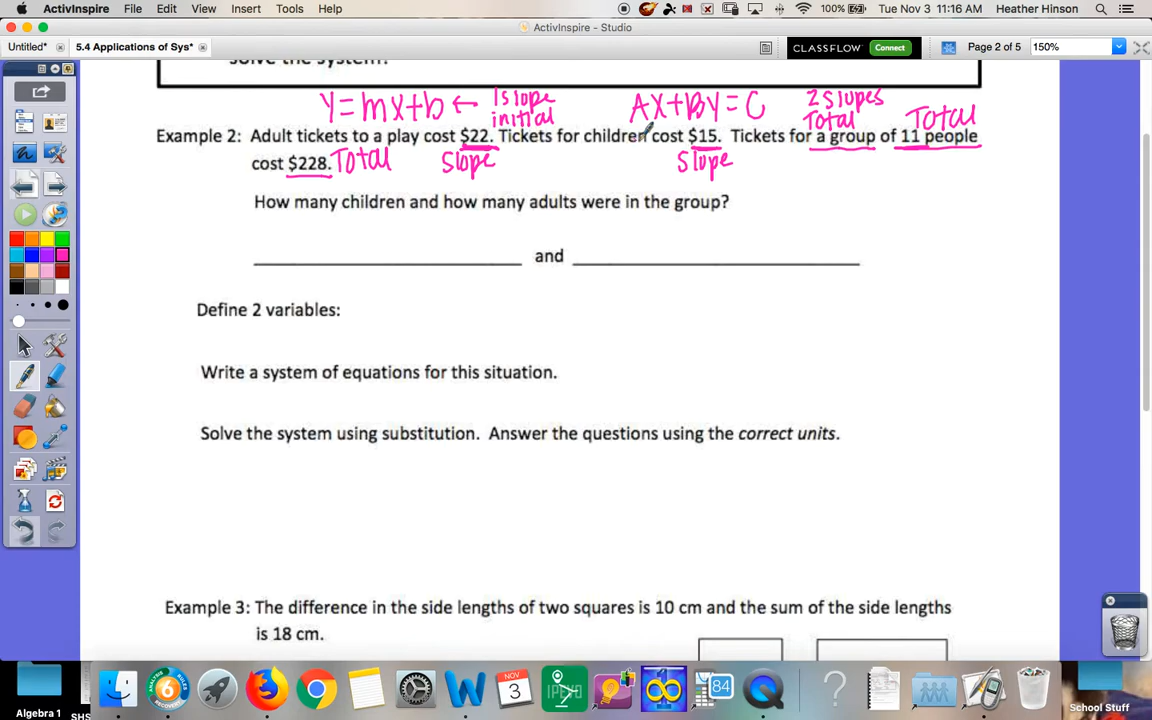 ActivInspire File Edit View Insert Tools Help 100% Tue Nov 3 11:16 AM Heather Hinson
ActivInspire - Studio
Untitled* 5.4 Applications of Sys* CLASSFLOW Connect Page 2 of 5 150%
solve the system?
Y=mx+b ← 1 slope initial AX+BY=C 2 slopes Total Total
Example 2: Adult tickets to a play cost $22. Tickets for children cost $15. Tickets for a group of 11 people
cost $228. Total slope slope
How many children and how many adults were in the group?
and
Define 2 variables:
Write a system of equations for this situation.
Solve the system using substitution. Answer the questions using the correct units.
Example 3: The difference in the side lengths of two squares is 10 cm and the sum of the side lengths
is 18 cm.
Algebra 1
SHS
School Stuff